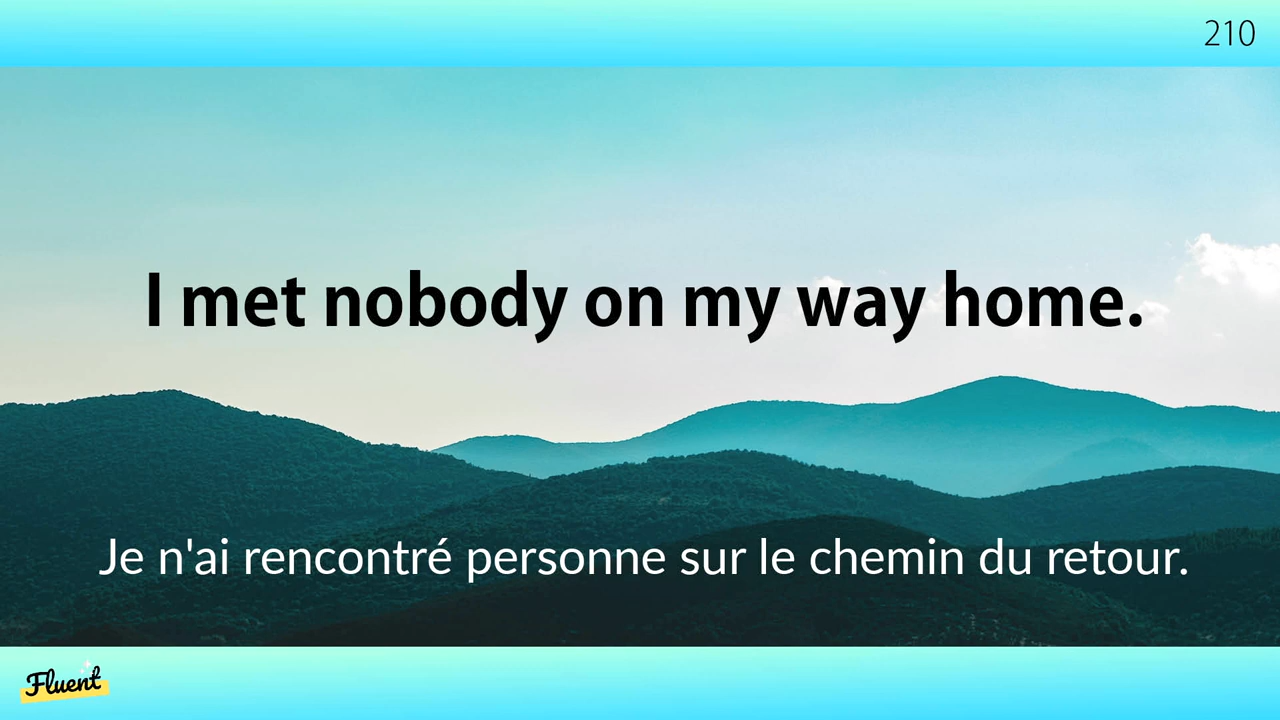 210
I met nobody on my way home.
Je n'ai rencontré personne sur le chemin du retour.
Fluent